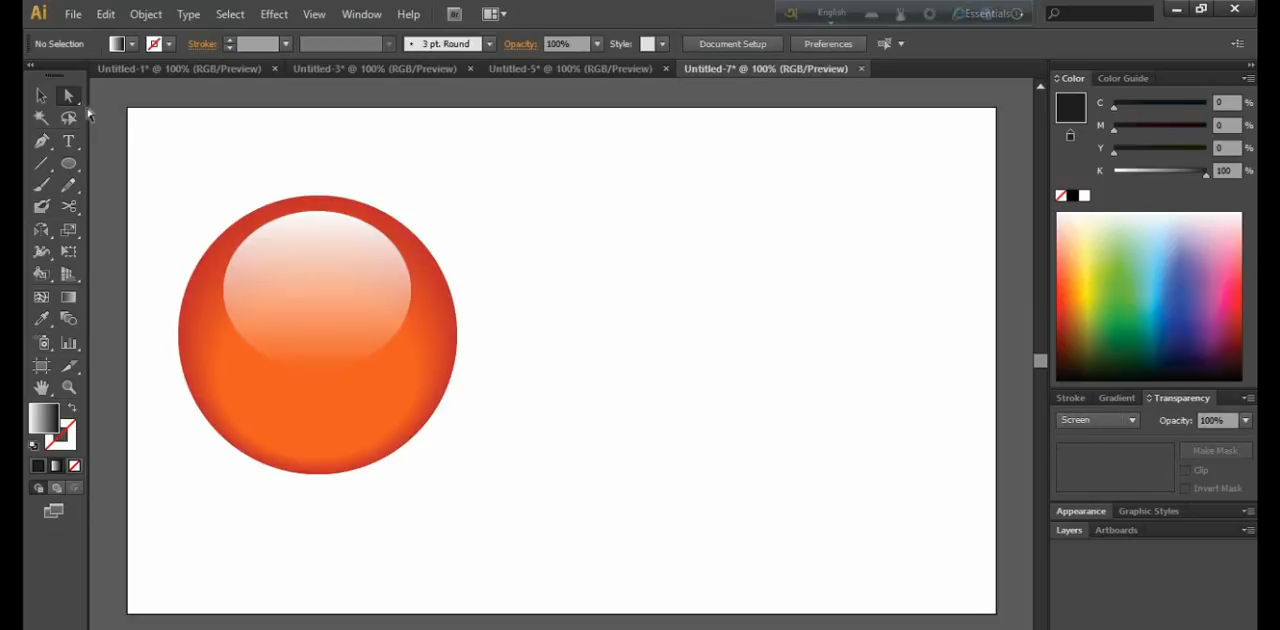 Ai File Edit Object Type Select Effect View Window Help Br English Essentials
No Selection Stroke: 3 pt. Round Opacity: 100% Style: Document Setup Preferences
Untitled-1* @ 100% (RGB/Preview) × Untitled-3* @ 100% (RGB/Preview) × Untitled-5* @ 100% (RGB/Preview) × Untitled-7* @ 100% (RGB/Preview) ×
Color Color Guide
C 0 %
M 0 %
Y 0 %
K 100 %
Stroke Gradient Transparency
Screen Opacity: 100%
Make Mask
Clip
Invert Mask
Appearance Graphic Styles
Layers Artboards